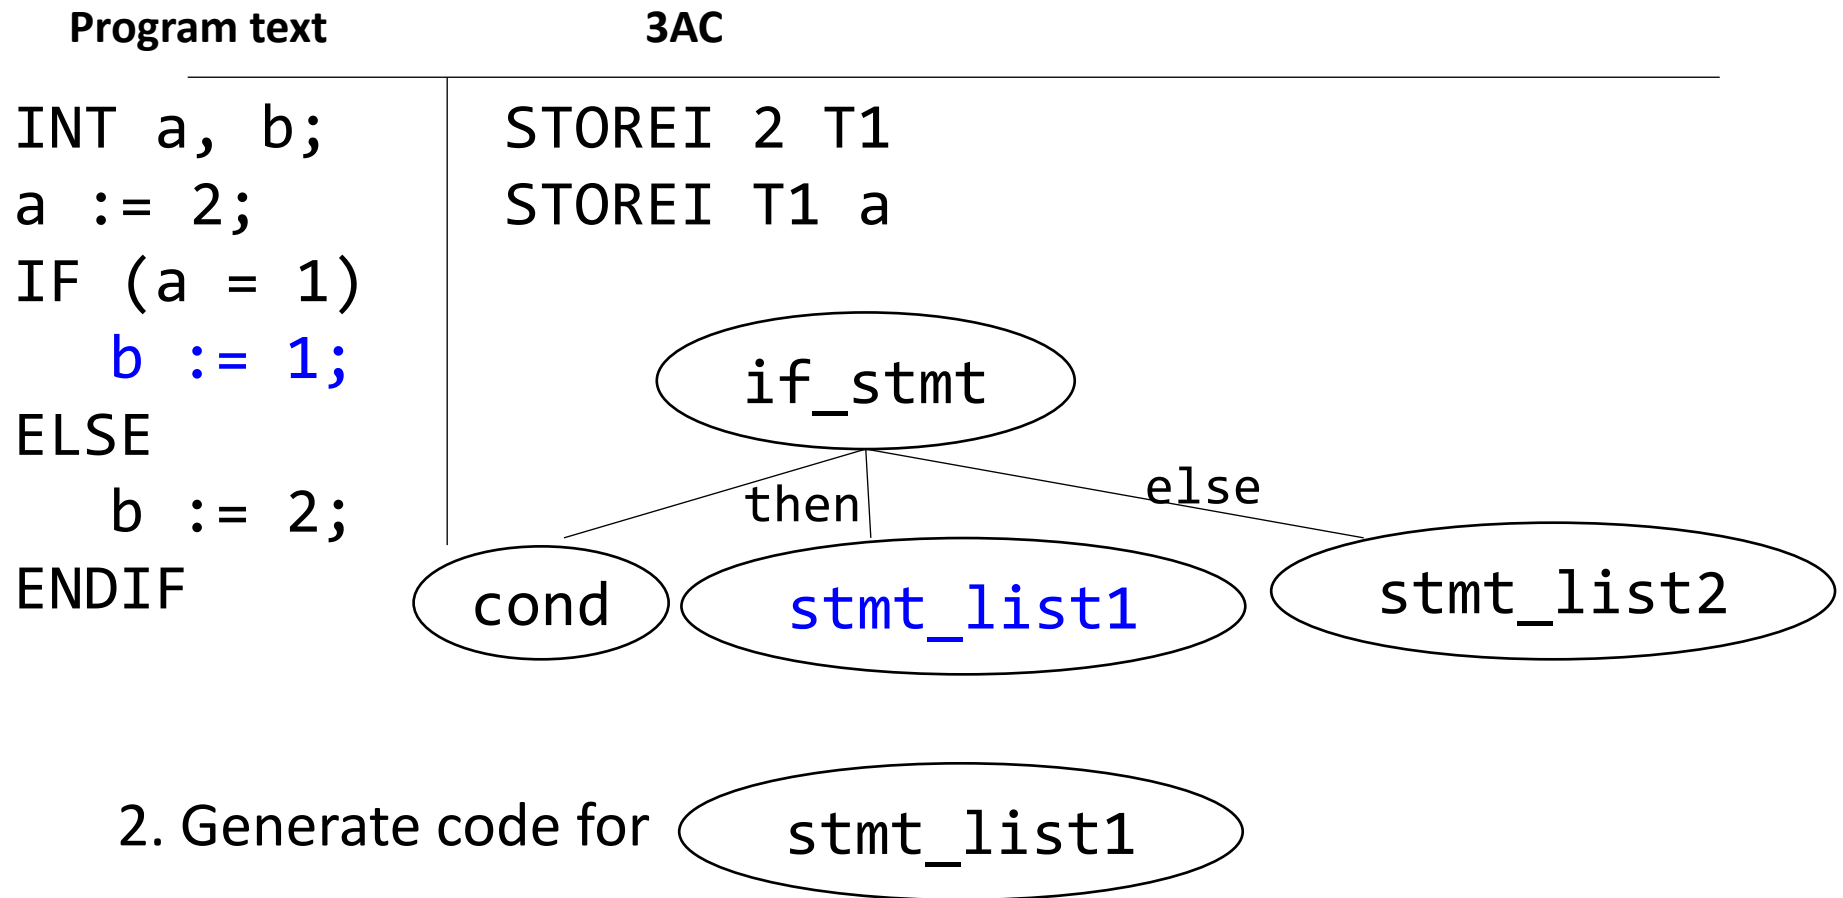 Program text 3AC
INT a, b; STOREI 2 T1
a := 2; STOREI T1 a
IF (a = 1)
b := 1;
ELSE
b := 2;
ENDIF
if_stmt
then else
cond stmt_list1 stmt_list2
2. Generate code for stmt_list1